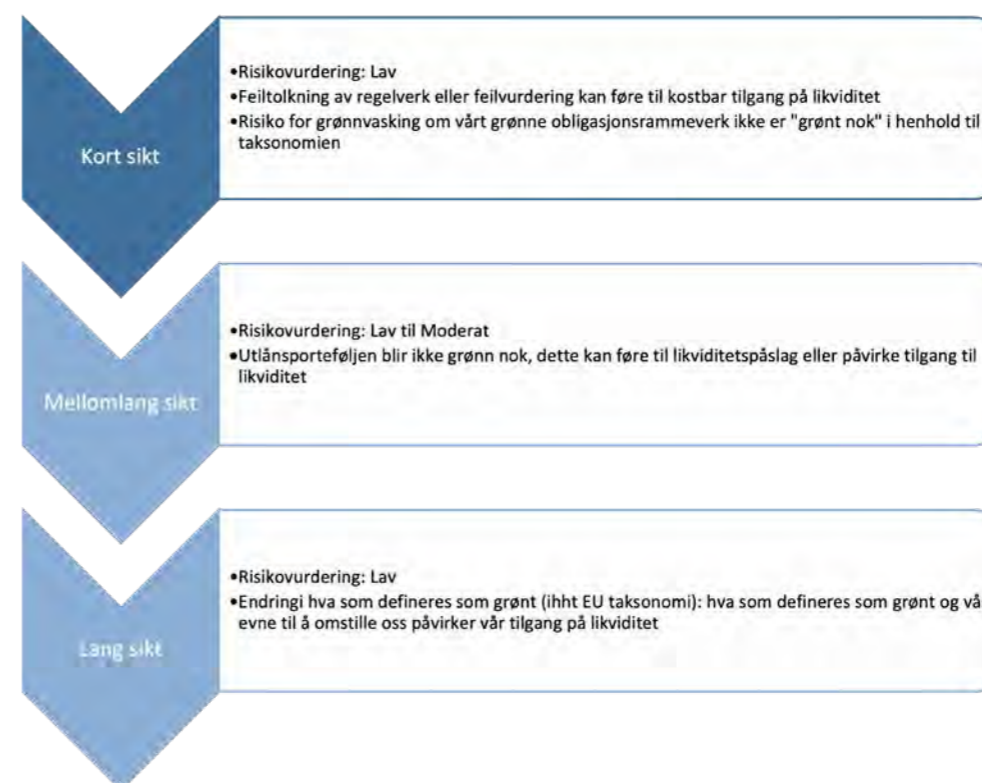 Kort sikt
•Risikovurdering: Lav
•Feiltolkning av regelverk eller feilvurdering kan føre til kostbar tilgang på likviditet
•Risiko for grønnvasking om vårt grønne obligasjonsrammeverk ikke er "grønt nok" i henhold til
taksonomien
Mellomlang sikt
•Risikovurdering: Lav til Moderat
•Utlånsporteføljen blir ikke grønn nok, dette kan føre til likviditetspåslag eller påvirke tilgang til
likviditet
Lang sikt
•Risikovurdering: Lav
•Endringi hva som defineres som grønt (ihht EU taksonomi): hva som defineres som grønt og
evne til å omstille oss påvirker vår tilgang på likviditet